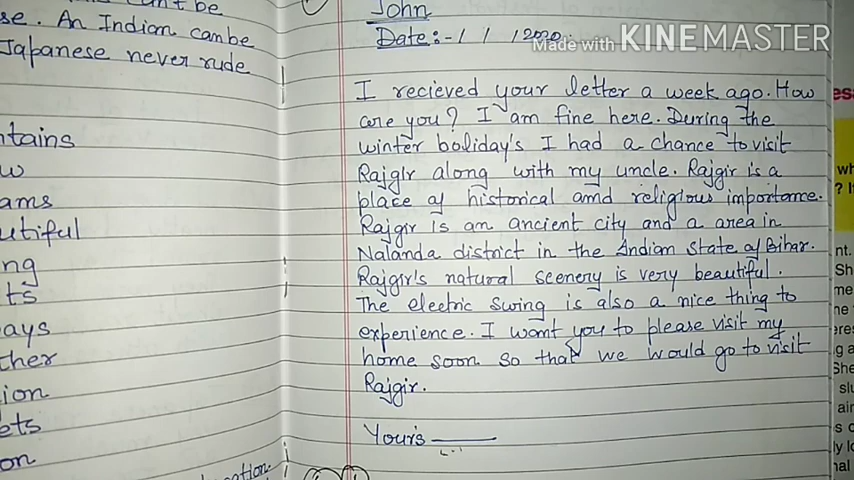 can't be
se. An Indian can be
Japanese never rude
ntains
w
ams
utiful
ng
ts
ays
ther
ion
ets
on
John
Date:- / / 2020.
Made with KINEMASTER
I recieved your letter a week ago. How
are you? I am fine here. During the
winter boliday's I had a chance to visit
Rajgir along with my uncle. Rajgir is a
place of historical amd religious importance.
Rajgir is an ancient city and a area in
Nalanda district in the Indian State of Bihar.
Rajgir's natural scenery is very beautiful.
The electric swing is also a nice thing to
experience. I want you to please visit my
home soon so that we would go to visit
Rajgir.
Your's